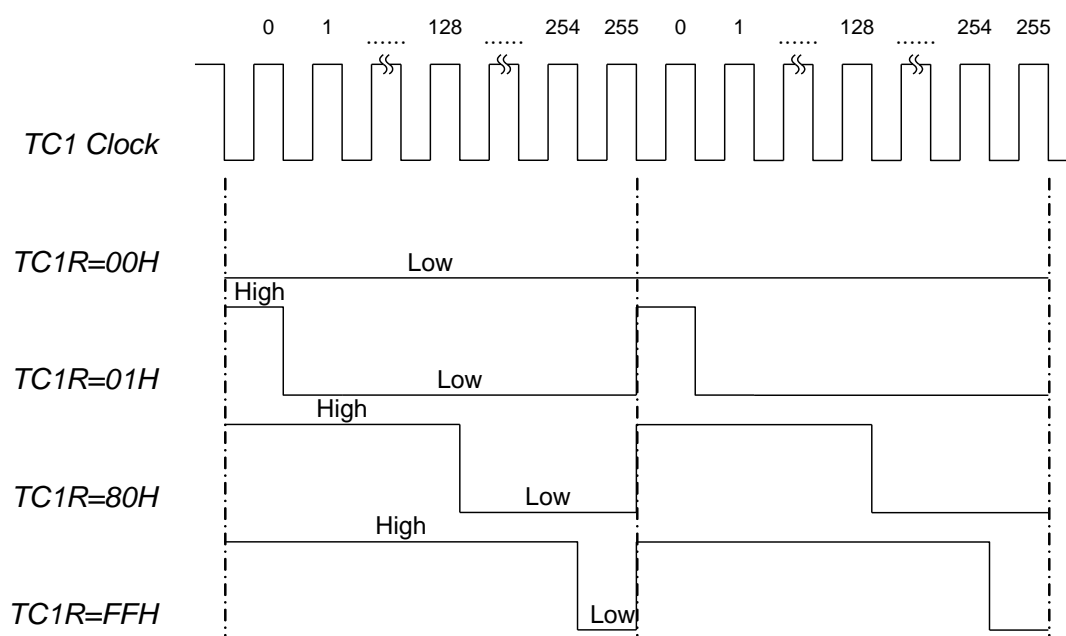 0 1 …… 128 …… 254 255 0 1 …… 128 …… 254 255
TC1 Clock
TC1R=00H
Low
High
TC1R=01H
Low
High
TC1R=80H
Low
High
TC1R=FFH
Low